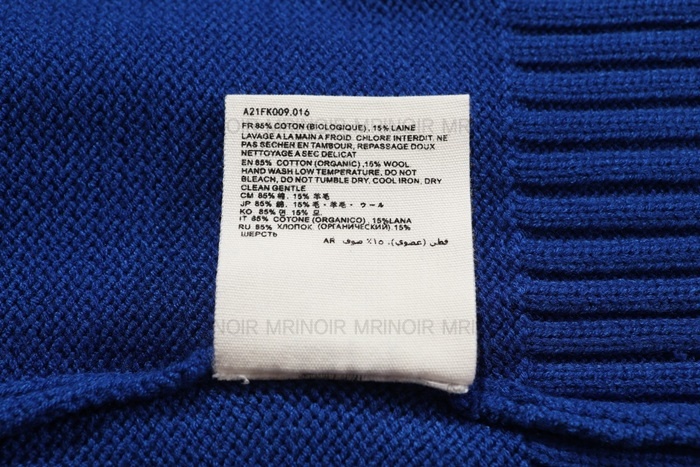 A21FK009.016
FR 85% COTON (BIOLOGIQUE), 15% LAINE
LAVAGE A LA MAIN A FROID. CHLORE INTERDIT. NE
PAS SECHER EN TAMBOUR, REPASSAGE DOUX
NETTOYAGE A SEC DELICAT
EN 85% COTTON (ORGANIC) ,15% WOOL
HAND WASH LOW TEMPERATURE, DO NOT
BLEACH, DO NOT TUMBLE DRY, COOL IRON, DRY
CLEAN GENTLE
CM 85% 棉, 15% 羊毛
JP 85% 綿, 15% 毛・羊毛・ウール
KO 85% 면 15% 모
IT 85% COTONE (ORGANICO) ,15%LANA
RU 85% ХЛОПОК (ОРГАНИЧЕСКИЙ).15%
ШЕРСТЬ
قطن (عضوي), ١٥٪ صوف AR
MRINOIR MRINOIR MRINOIR
NOIR MRINOIR MRINOIR MRI